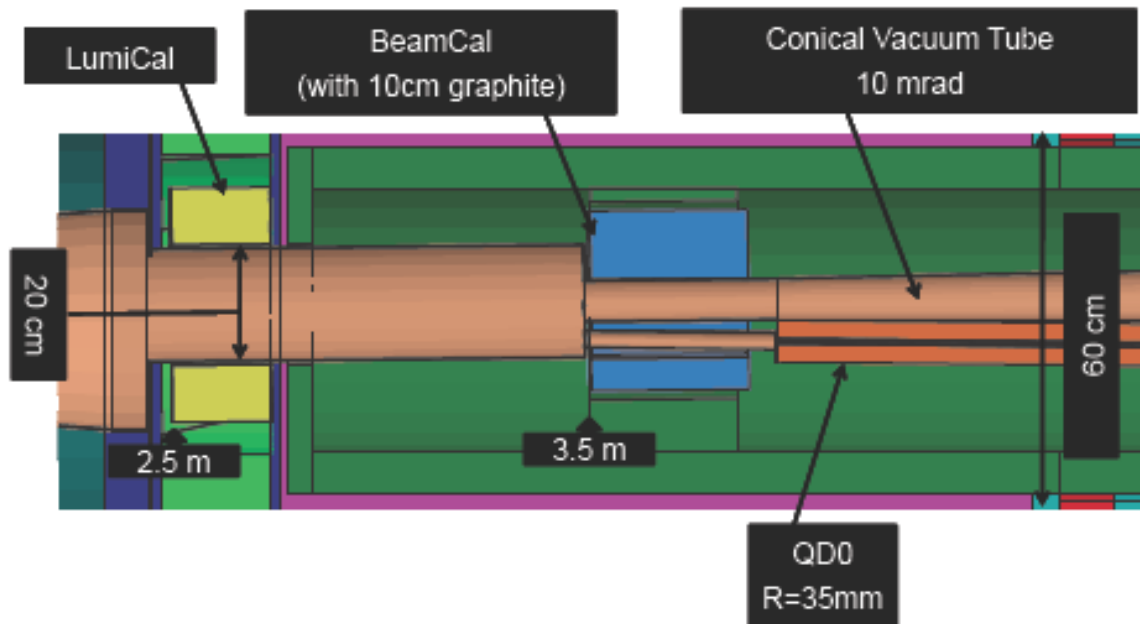 LumiCal
BeamCal
(with 10cm graphite)
Conical Vacuum Tube
10 mrad
20 cm
60 cm
2.5 m
3.5 m
QD0
R=35mm